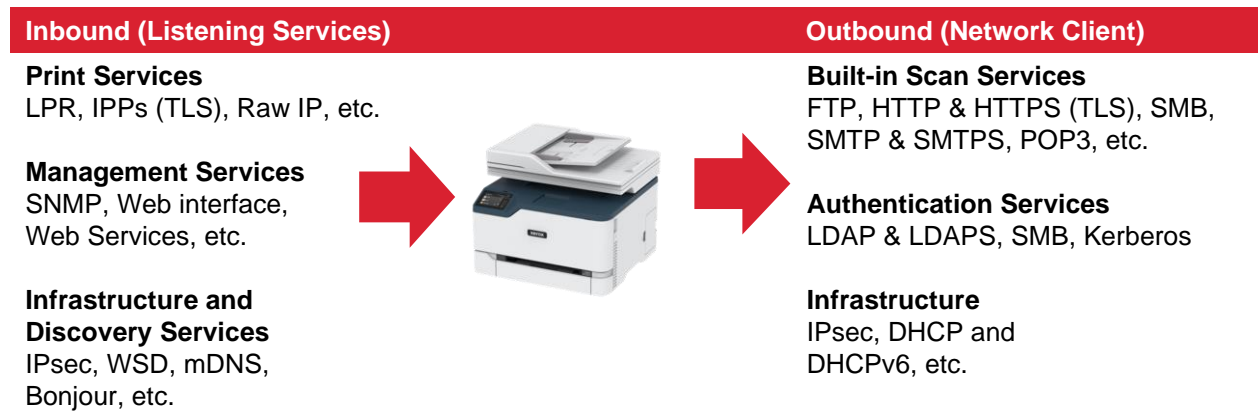 Inbound (Listening Services)
Outbound (Network Client)
Print Services
LPR, IPPs (TLS), Raw IP, etc.
Management Services
SNMP, Web interface,
Web Services, etc.
Infrastructure and
Discovery Services
IPsec, WSD, mDNS,
Bonjour, etc.
xerox
Built-in Scan Services
FTP, HTTP & HTTPS (TLS), SMB,
SMTP & SMTPS, POP3, etc.
Authentication Services
LDAP & LDAPS, SMB, Kerberos
Infrastructure
IPsec, DHCP and
DHCPv6, etc.